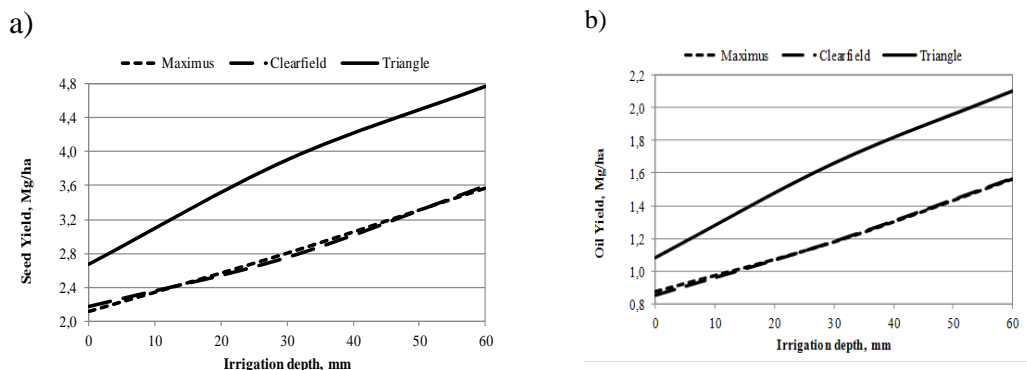 a)
Maximus Clearfield Triangle
4,8
4,4
4,0
3,6
3,2
2,8
2,4
2,0
Seed Yield, Mg/ha
0 10 20 30 40 50 60
Irrigation depth, mm
b)
Maximus Clearfield Triangle
2,2
2,0
1,8
1,6
1,4
1,2
1,0
0,8
Oil Yield, Mg/ha
0 10 20 30 40 50 60
Irrigation depth, mm